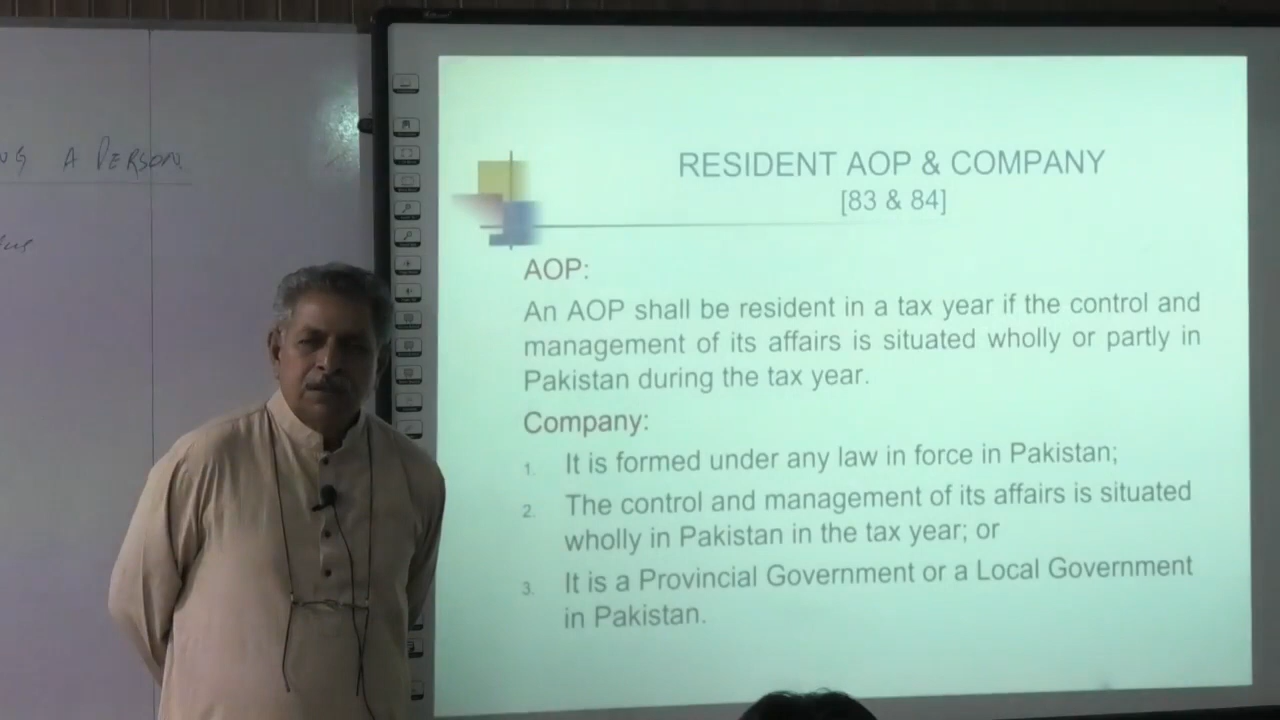 A PERSON
RESIDENT AOP & COMPANY
[83 & 84]
AOP:
An AOP shall be resident in a tax year if the control and
management of its affairs is situated wholly or partly in
Pakistan during the tax year.
Company:
1. It is formed under any law in force in Pakistan;
2. The control and management of its affairs is situated
wholly in Pakistan in the tax year; or
3. It is a Provincial Government or a Local Government
in Pakistan.